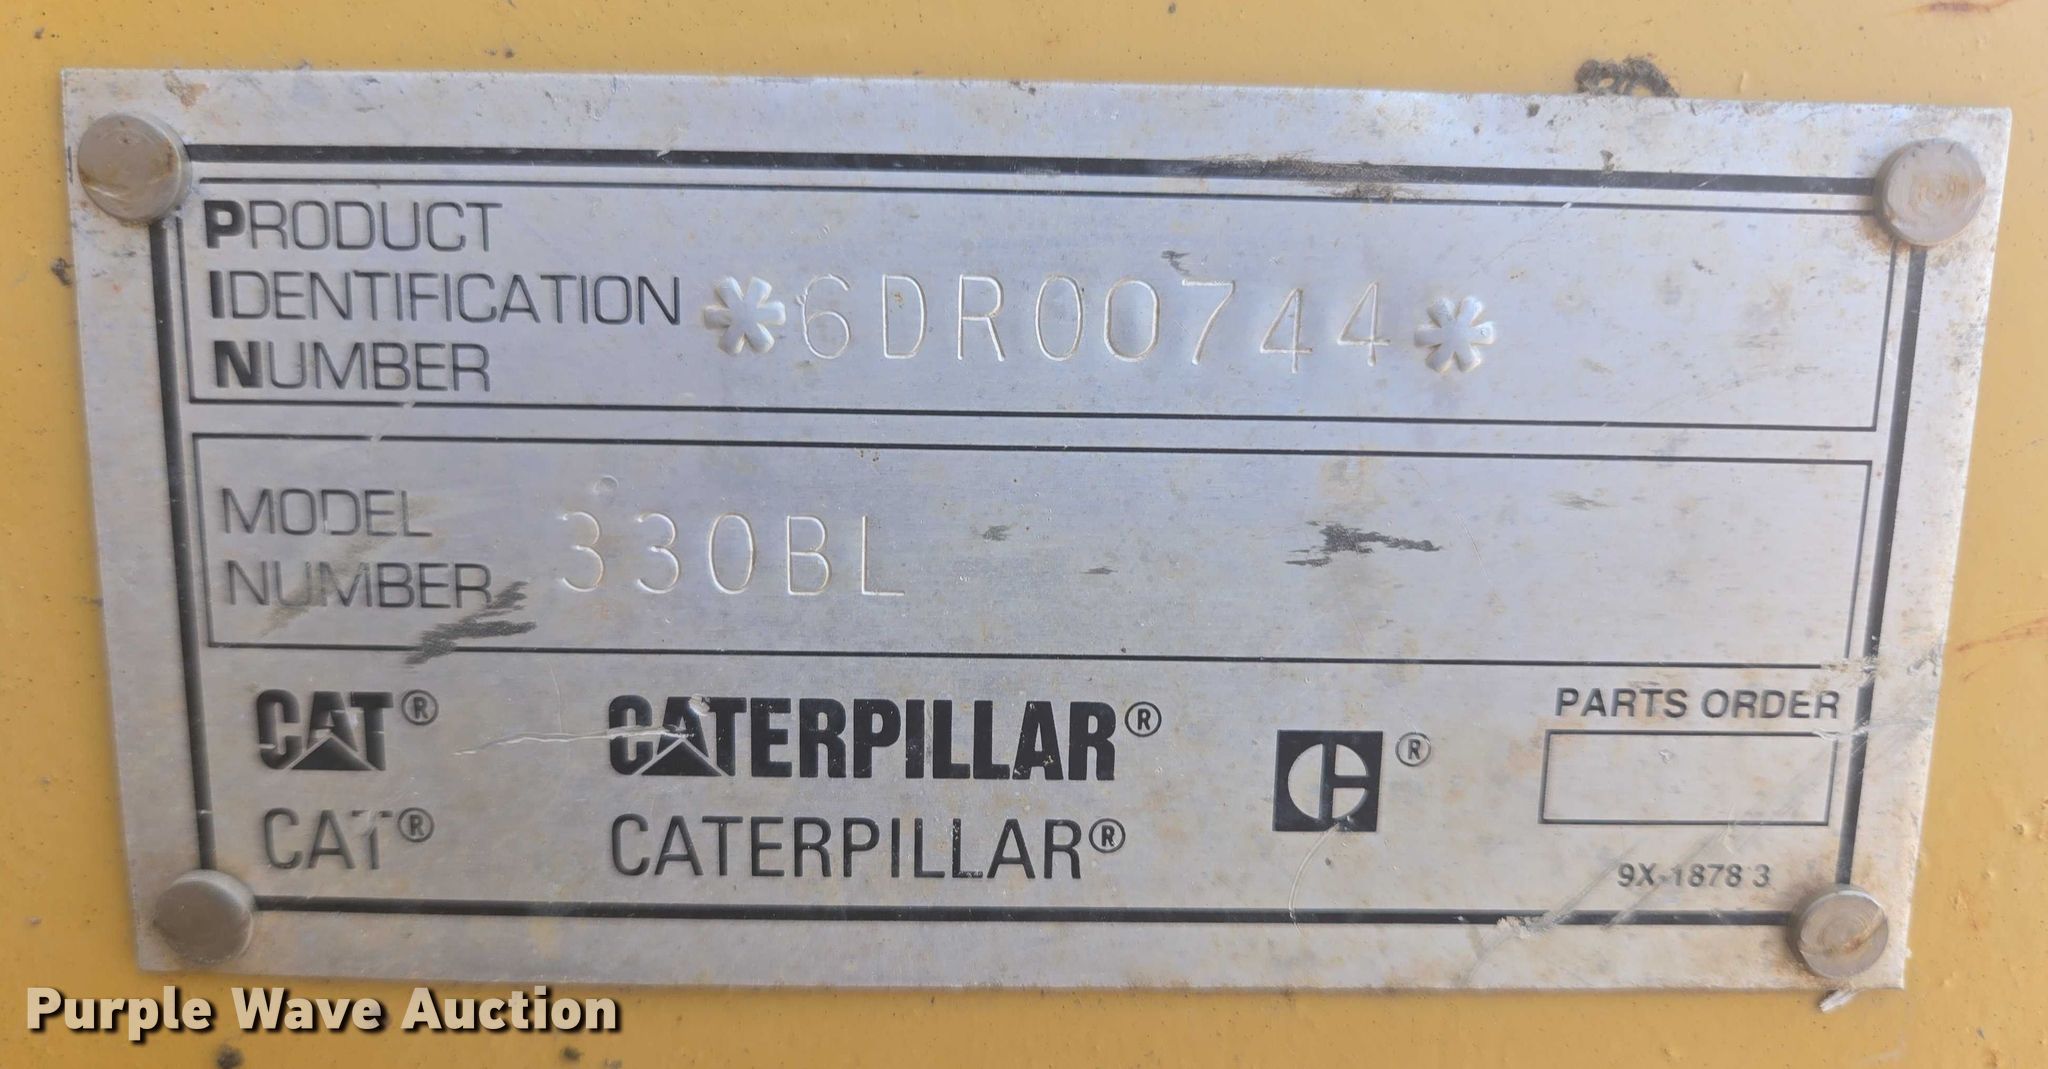 PRODUCT
IDENTIFICATION
NUMBER
*6DR00744*
MODEL
NUMBER
330BL
CAT® CATERPILLAR®
CAT® CATERPILLAR®
®
PARTS ORDER
9X-1878 3
Purple Wave Auction